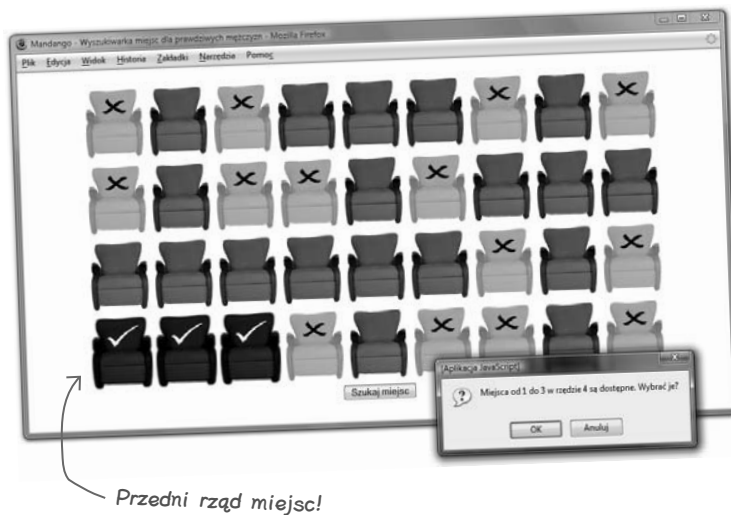 Mandango - Wyszukiwarka miejsc dla prawdziwych mężczyzn - Mozilla Firefox
Plik Edycja Widok Historia Zakładki Narzędzia Pomoc
Szukaj miejsc
[Aplikacja JavaScript]
Miejsca od 1 do 3 w rzędzie 4 są dostępne. Wybrać je?
OK Anuluj
Przedni rząd miejsc!